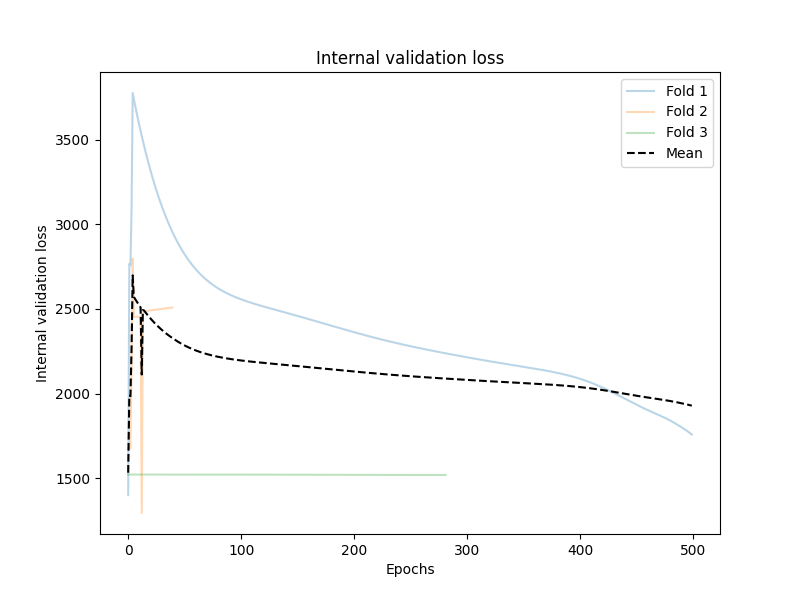 Internal validation loss
Fold 1
Fold 2
Fold 3
Mean
Internal validation loss
3500
3000
2500
2000
1500
0 100 200 300 400 500
Epochs